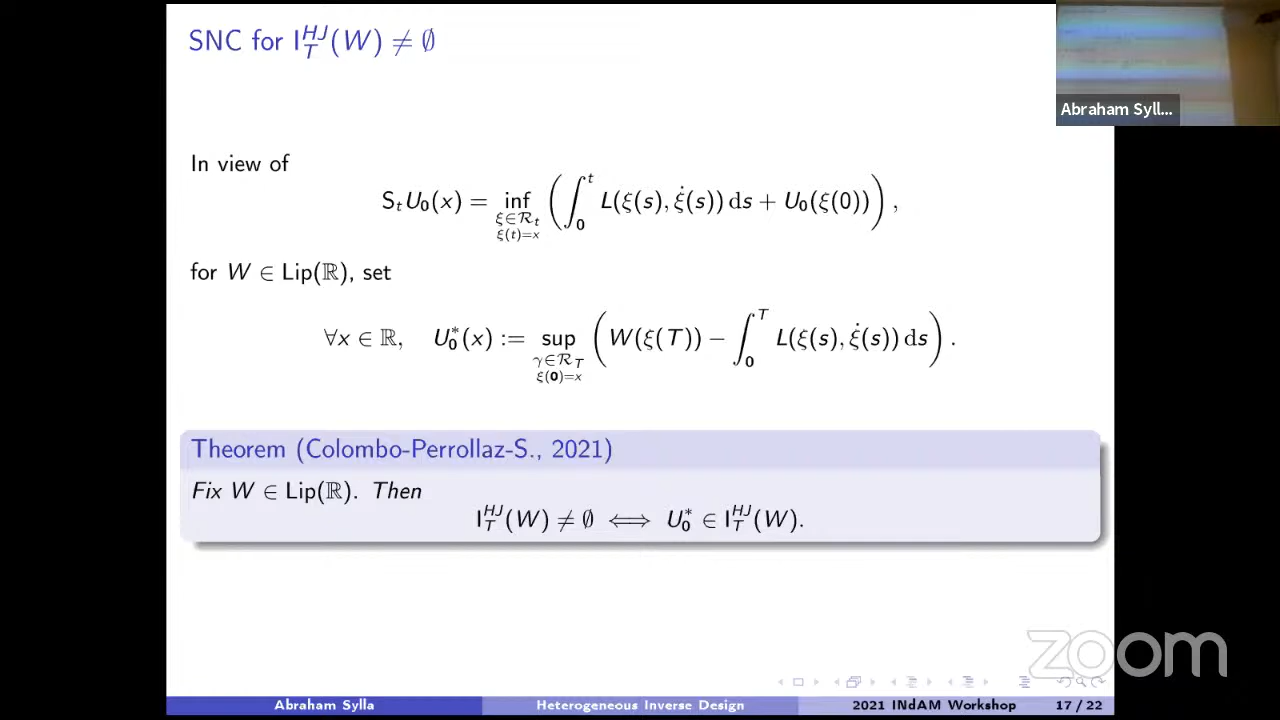 SNC for I_T^{HJ}(W) ≠ ∅
Abraham Syll...
In view of
S_t U_0(x) = inf_{ξ∈R_t, ξ(t)=x} ( ∫_0^t L(ξ(s), ξ̇(s)) ds + U_0(ξ(0)) ) ,
for W ∈ Lip(ℝ), set
∀x ∈ ℝ, U_0^*(x) := sup_{γ∈R_T, ξ(0)=x} ( W(ξ(T)) − ∫_0^T L(ξ(s), ξ̇(s)) ds ) .
Theorem (Colombo-Perrollaz-S., 2021)
Fix W ∈ Lip(ℝ). Then
I_T^{HJ}(W) ≠ ∅ ⟺ U_0^* ∈ I_T^{HJ}(W).
zoom
Abraham Sylla Heterogeneous Inverse Design 2021 INdAM Workshop 17 / 22